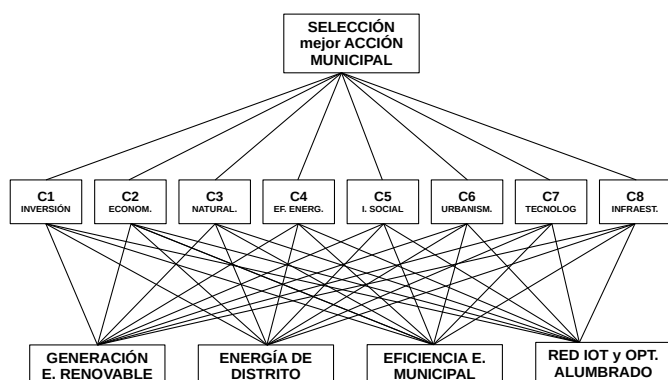 SELECCIÓN
mejor ACCIÓN
MUNICIPAL
C1
INVERSIÓN
C2
ECONOM.
C3
NATURAL.
C4
EF. ENERG.
C5
I. SOCIAL
C6
URBANISM.
C7
TECNOLOG
C8
INFRAEST.
GENERACIÓN
E. RENOVABLE
ENERGÍA DE
DISTRITO
EFICIENCIA E.
MUNICIPAL
RED IOT y OPT.
ALUMBRADO